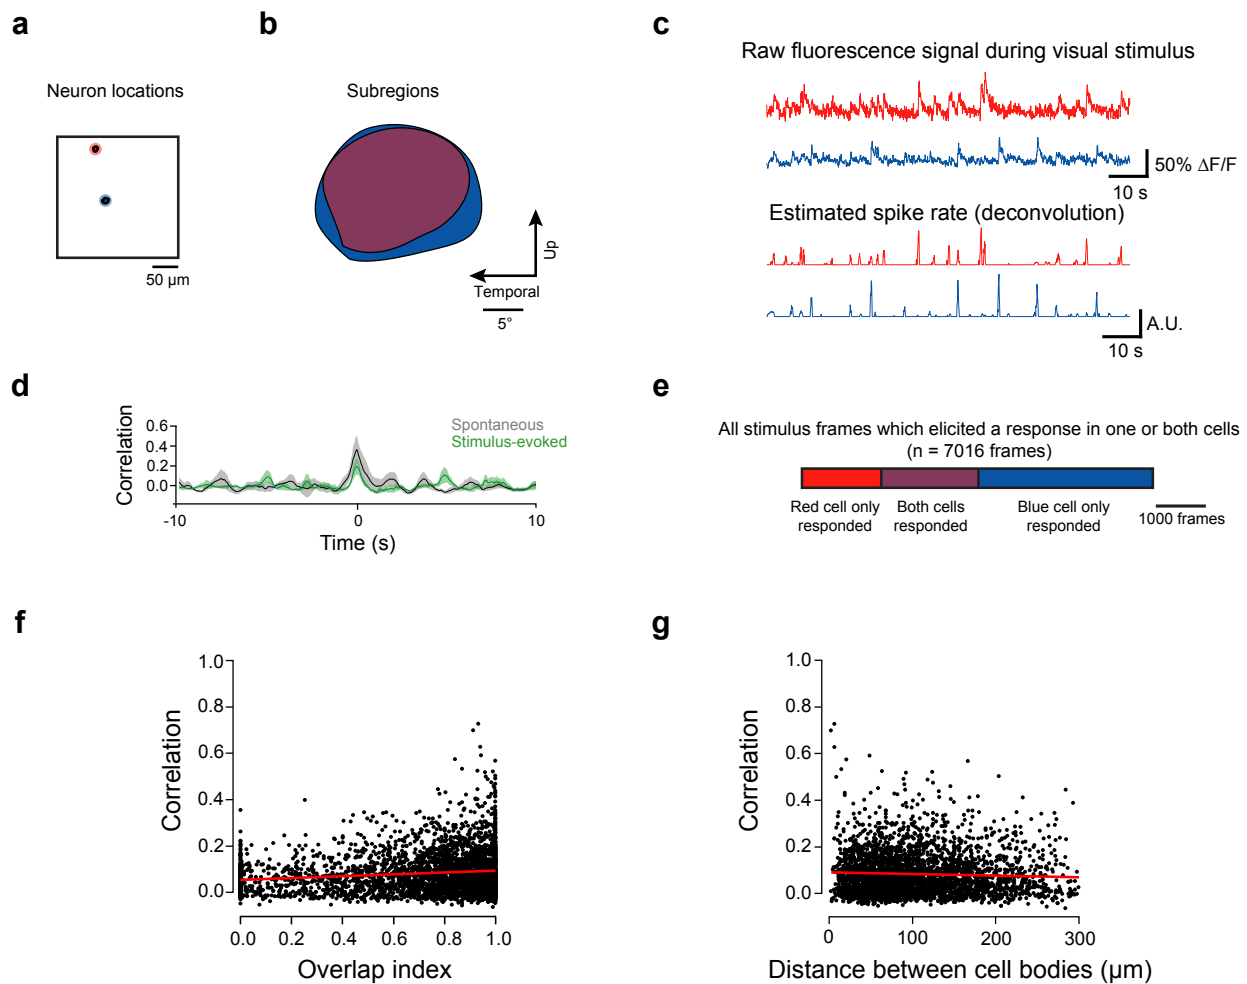 a
Neuron locations
50 µm
b
Subregions
Up
Temporal
5°
c
Raw fluorescence signal during visual stimulus
50% ΔF/F
10 s
Estimated spike rate (deconvolution)
A.U.
10 s
d
Correlation
0.6
0.4
0.2
0.0
Spontaneous
Stimulus-evoked
-10
0
10
Time (s)
e
All stimulus frames which elicited a response in one or both cells
(n = 7016 frames)
Red cell only
responded
Both cells
responded
Blue cell only
responded
1000 frames
f
Correlation
1.0
0.8
0.6
0.4
0.2
0.0
0.0 0.2 0.4 0.6 0.8 1.0
Overlap index
g
Correlation
1.0
0.8
0.6
0.4
0.2
0.0
0 100 200 300
Distance between cell bodies (µm)